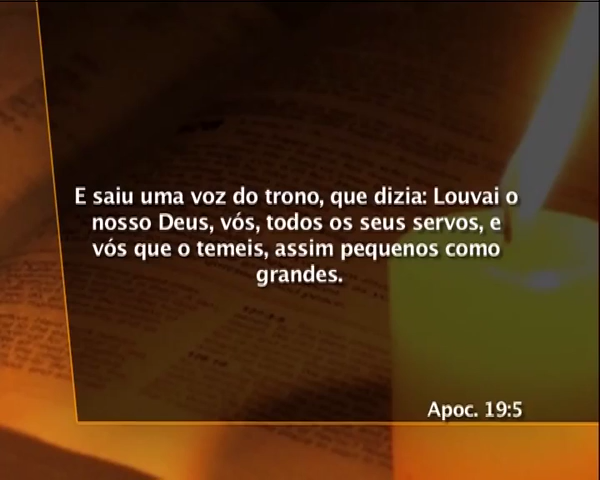 E saiu uma voz do trono, que dizia: Louvai o
nosso Deus, vós, todos os seus servos, e
vós que o temeis, assim pequenos como
grandes.
Apoc. 19:5